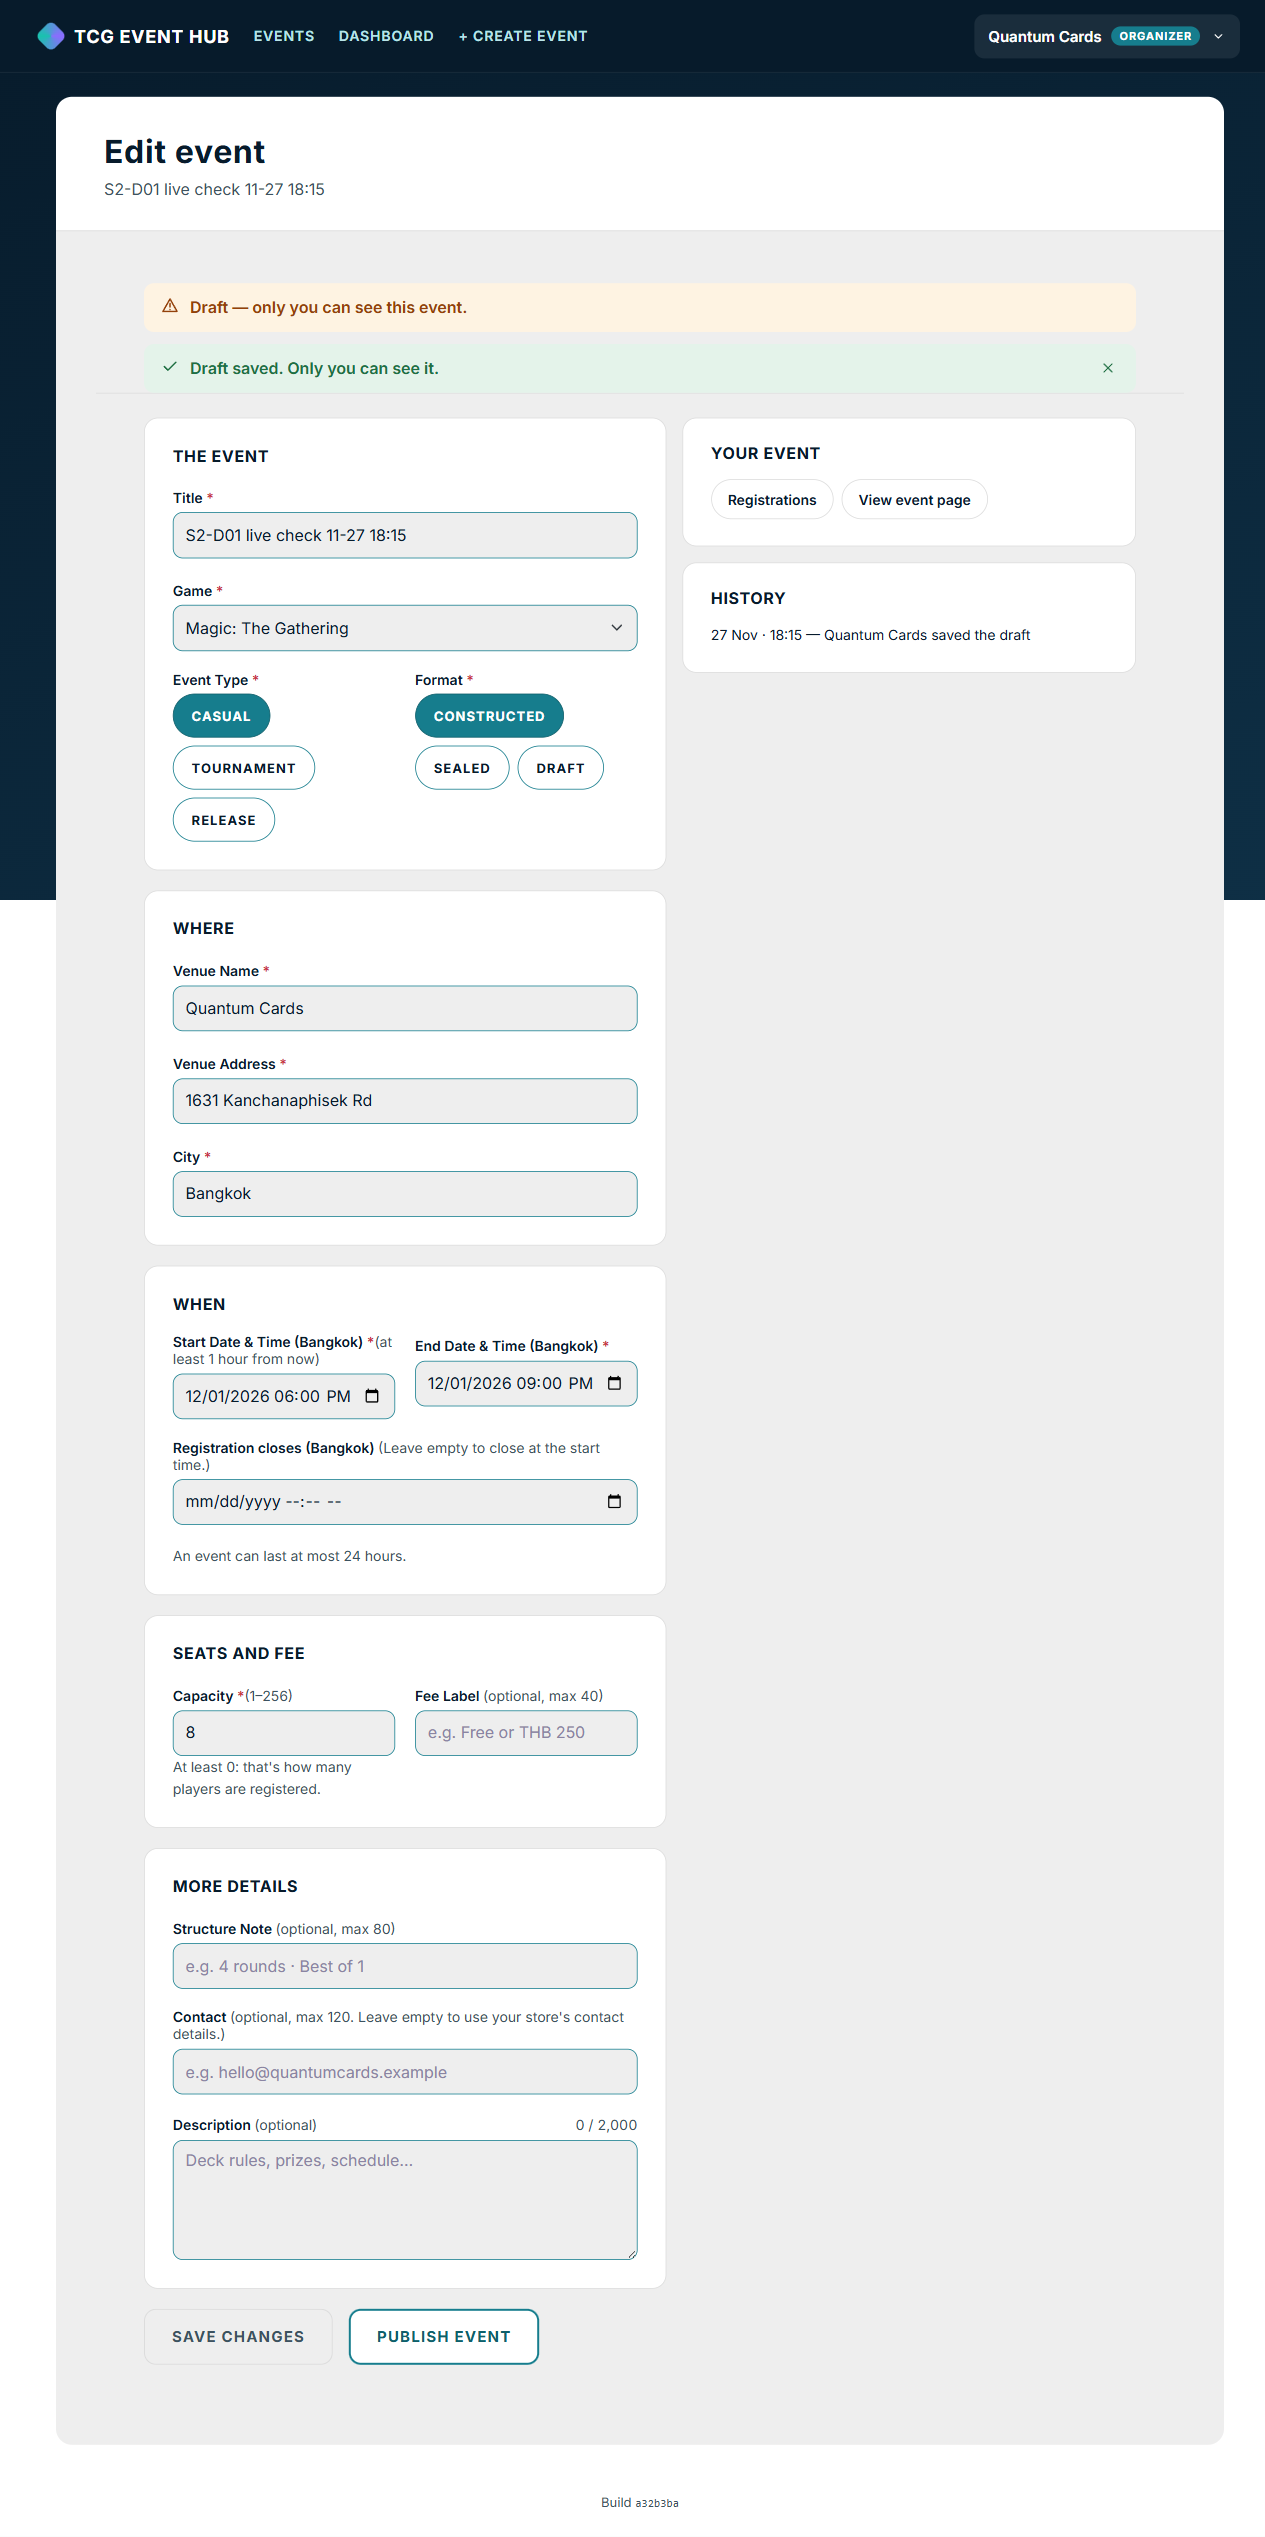 TCG EVENT HUB
EVENTS
DASHBOARD
+ CREATE EVENT
Quantum Cards
ORGANIZER
Edit event
S2-D01 live check 11-27 18:15
Draft — only you can see this event.
Draft saved. Only you can see it.
THE EVENT
Title *
S2-D01 live check 11-27 18:15
Game *
Magic: The Gathering
Event Type *
CASUAL
TOURNAMENT
RELEASE
Format *
CONSTRUCTED
SEALED
DRAFT
YOUR EVENT
Registrations
View event page
HISTORY
27 Nov · 18:15 — Quantum Cards saved the draft
WHERE
Venue Name *
Quantum Cards
Venue Address *
1631 Kanchanaphisek Rd
City *
Bangkok
WHEN
Start Date & Time (Bangkok) *(at
least 1 hour from now)
12/01/2026 06:00 PM
End Date & Time (Bangkok) *
12/01/2026 09:00 PM
Registration closes (Bangkok) (Leave empty to close at the start
time.)
mm/dd/yyyy --:-- --
An event can last at most 24 hours.
SEATS AND FEE
Capacity *(1–256)
8
At least 0: that's how many
players are registered.
Fee Label (optional, max 40)
e.g. Free or THB 250
MORE DETAILS
Structure Note (optional, max 80)
e.g. 4 rounds · Best of 1
Contact (optional, max 120. Leave empty to use your store's contact
details.)
e.g. hello@quantumcards.example
Description (optional)
0 / 2,000
Deck rules, prizes, schedule...
SAVE CHANGES
PUBLISH EVENT
Build a32b3ba